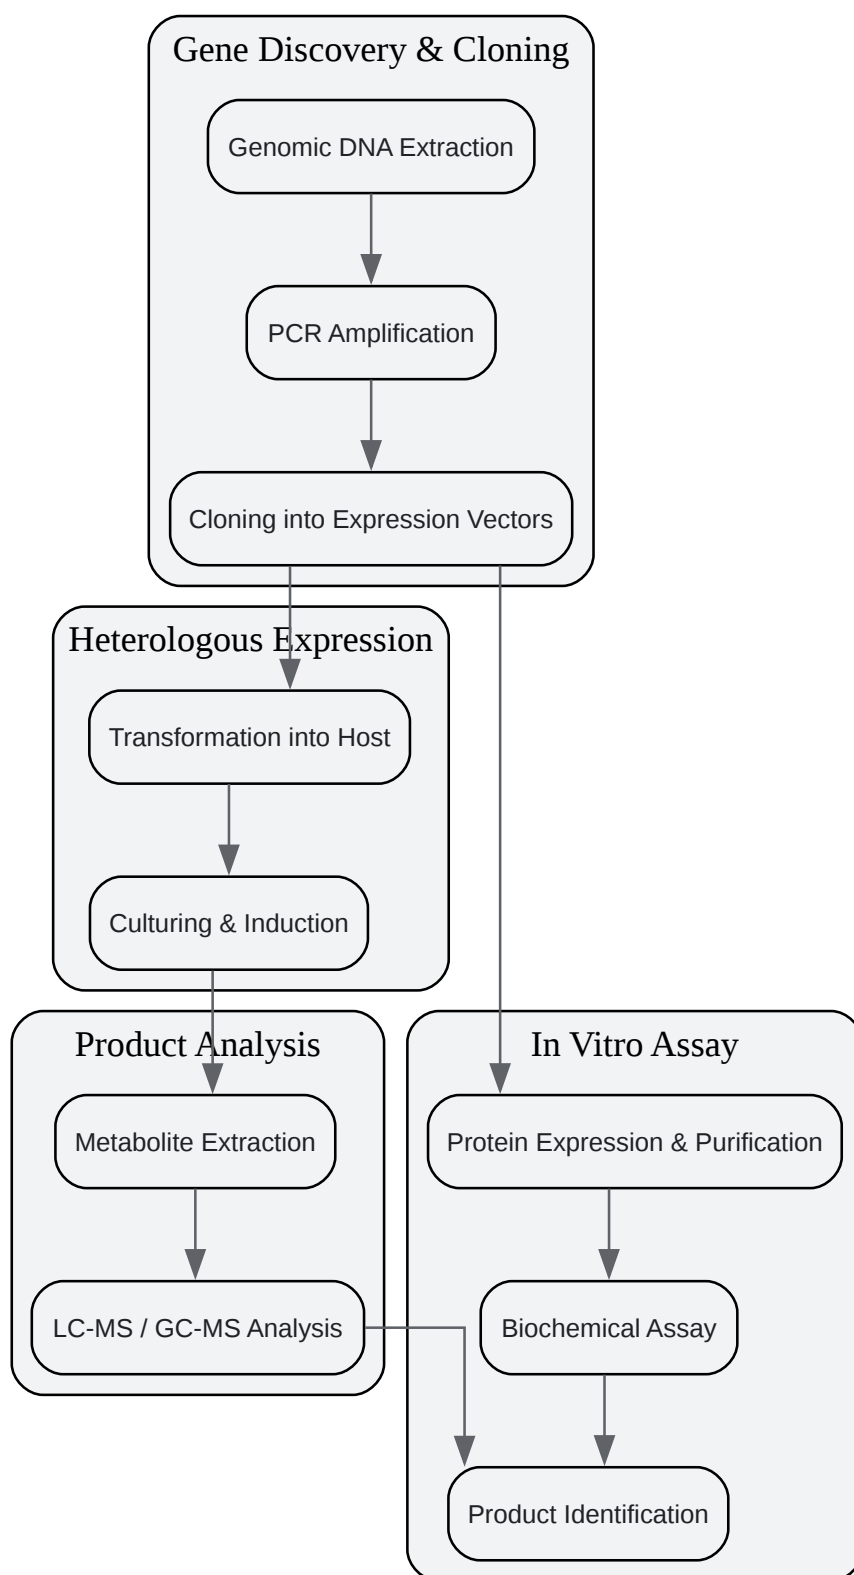 Gene Discovery & Cloning
Genomic DNA Extraction
PCR Amplification
Cloning into Expression Vectors
Heterologous Expression
Transformation into Host
Culturing & Induction
Product Analysis
Metabolite Extraction
LC-MS / GC-MS Analysis
In Vitro Assay
Protein Expression & Purification
Biochemical Assay
Product Identification